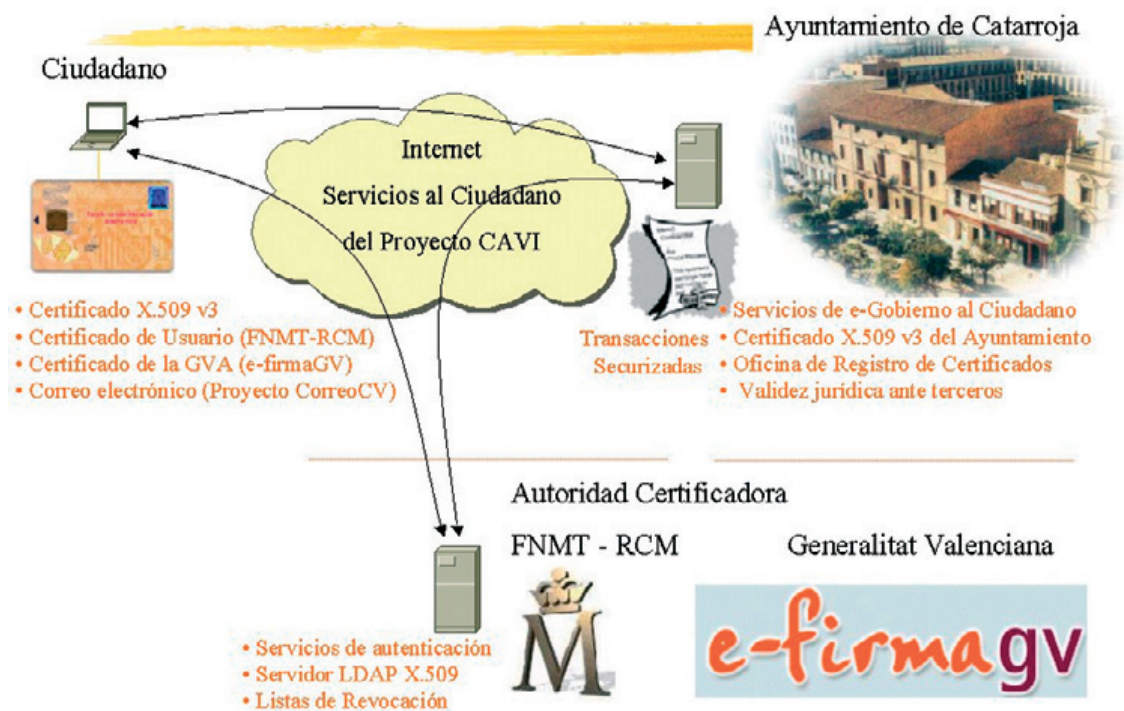 Ayuntamiento de Catarroja
Ciudadano
Internet
Servicios al Ciudadano
del Proyecto CAVI
• Certificado X.509 v3
• Certificado de Usuario (FNMT-RCM)
• Certificado de la GVA (e-firmaGV)
• Correo electrónico (Proyecto CorreoCV)
Transacciones
Securizadas
• Servicios de e-Gobierno al Ciudadano
• Certificado X.509 v3 del Ayuntamiento
• Oficina de Registro de Certificados
• Validez jurídica ante terceros
Autoridad Certificadora
FNMT - RCM
Generalitat Valenciana
• Servicios de autenticación
• Servidor LDAP X.509
• Listas de Revocación
M
e-firmagv